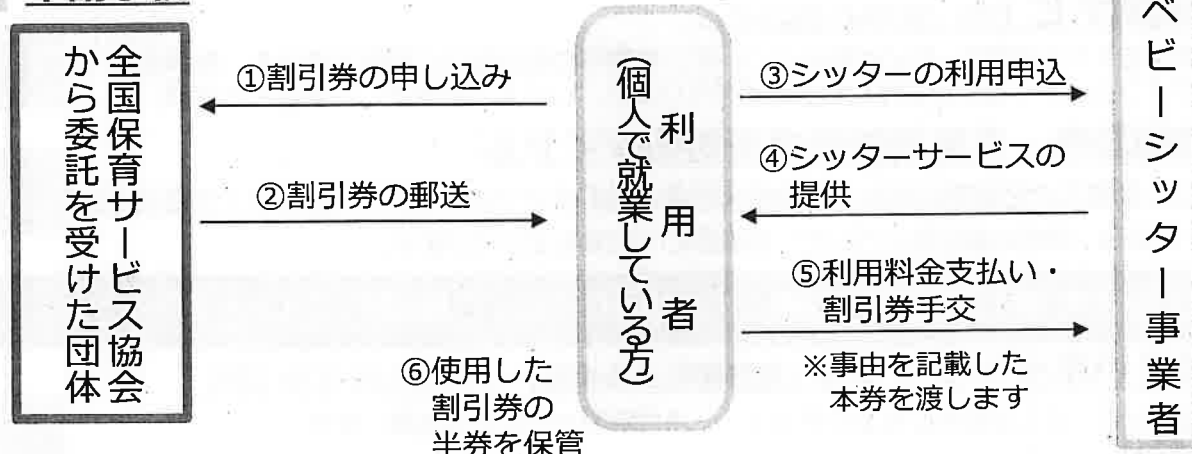 全国保育サービス協会
から委託を受けた団体
①割引券の申し込み
②割引券の郵送
利用者
(個人で就業している方)
⑥使用した
割引券の
半券を保管
③シッターの利用申込
④シッターサービスの
提供
⑤利用料金支払い・
割引券手交
※事由を記載した
本券を渡します
ベビーシッター事業者